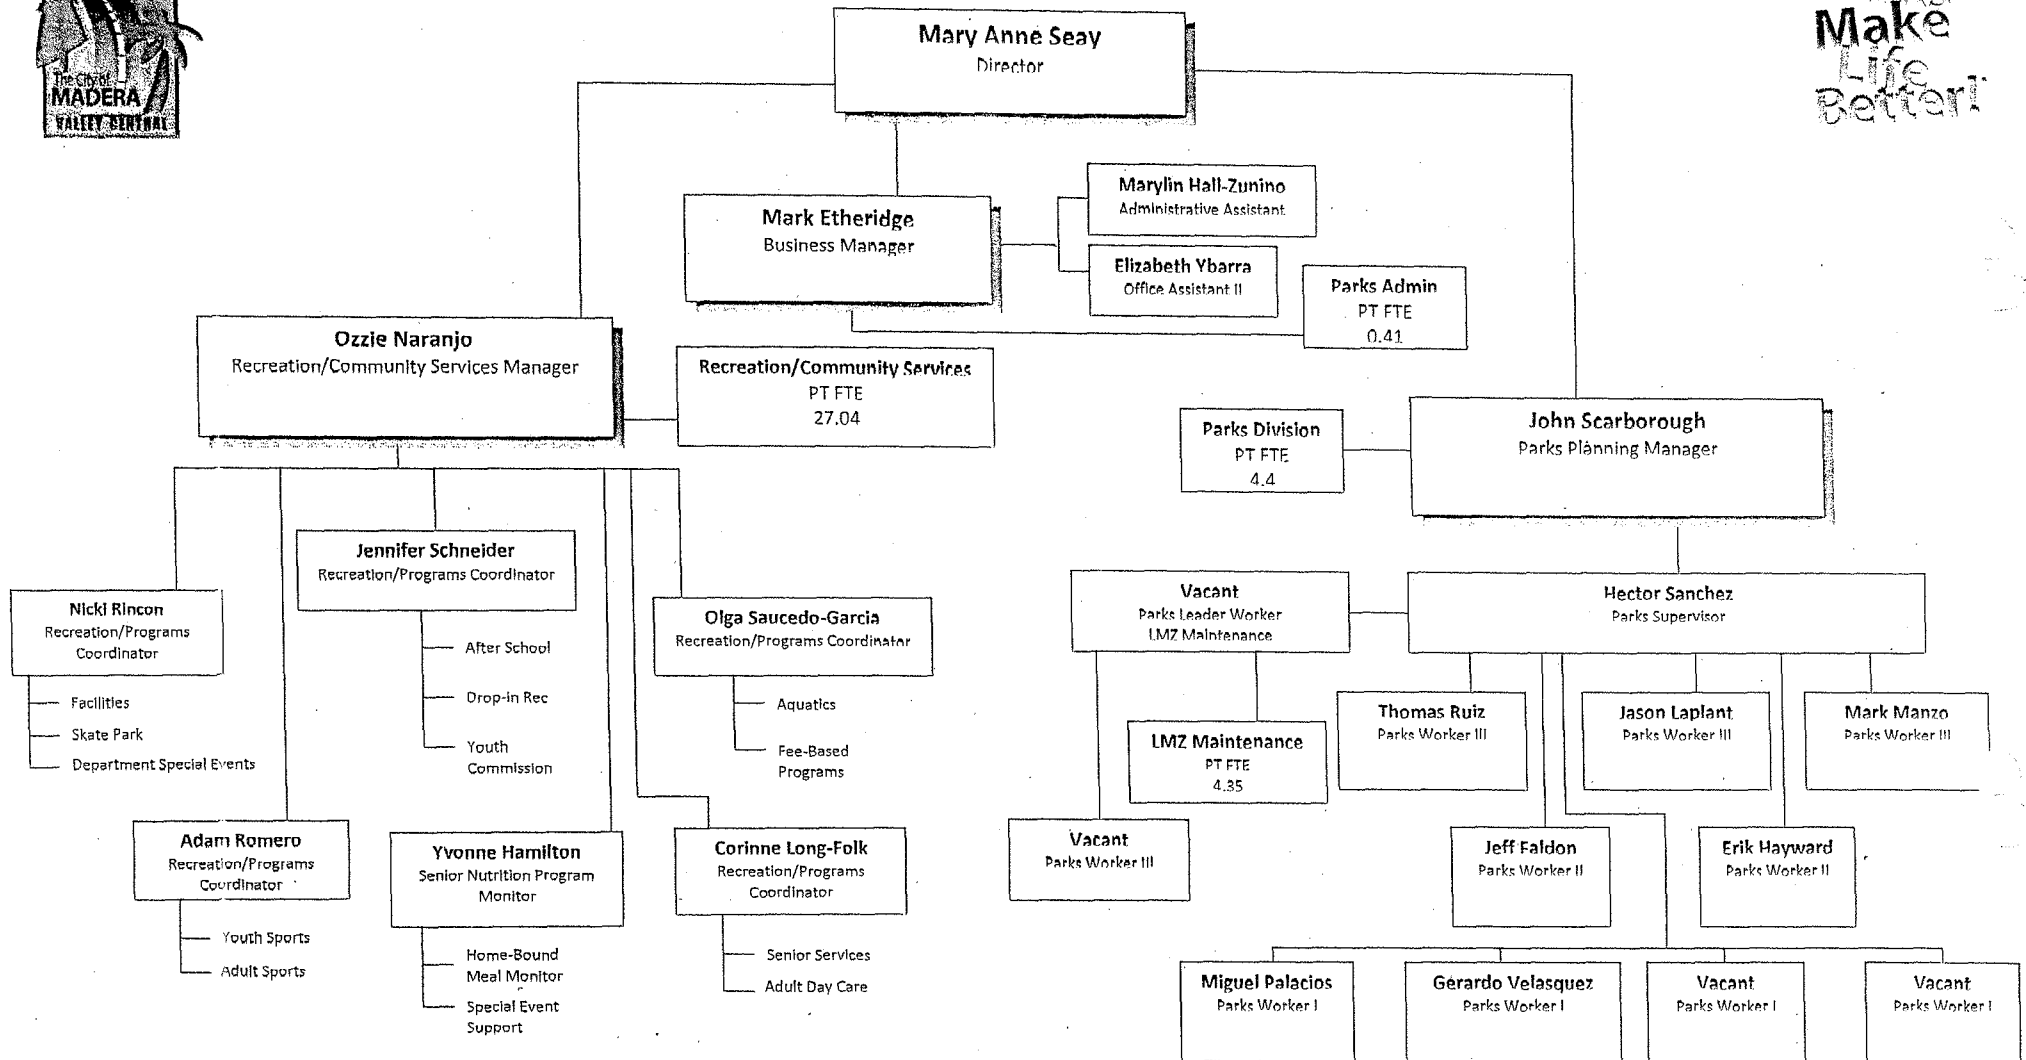 The City of
MADERA
VALLEY CENTRAL
Make
Life
Better!
Mary Anne Seay
Director
Mark Etheridge
Business Manager
Marylin Hall-Zunino
Administrative Assistant
Elizabeth Ybarra
Office Assistant II
Parks Admin
PT FTE
0.41
Ozzie Naranjo
Recreation/Community Services Manager
Recreation/Community Services
PT FTE
27.04
John Scarborough
Parks Planning Manager
Parks Division
PT FTE
4.4
Nicki Rincon
Recreation/Programs
Coordinator
Facilities
Skate Park
Department Special Events
Jennifer Schneider
Recreation/Programs Coordinator
After School
Drop-in Rec
Youth
Commission
Olga Saucedo-Garcia
Recreation/Programs Coordinator
Aquatics
Fee-Based
Programs
Adam Romero
Recreation/Programs
Coordinator
Youth Sports
Adult Sports
Yvonne Hamilton
Senior Nutrition Program
Monitor
Home-Bound
Meal Monitor
Special Event
Support
Corinne Long-Folk
Recreation/Programs
Coordinator
Senior Services
Adult Day Care
Vacant
Parks Leader Worker
LMZ Maintenance
Hector Sanchez
Parks Supervisor
LMZ Maintenance
PT FTE
4.35
Vacant
Parks Worker III
Thomas Ruiz
Parks Worker III
Jason Laplant
Parks Worker III
Mark Manzo
Parks Worker III
Jeff Faldon
Parks Worker II
Erik Hayward
Parks Worker II
Miguel Palacios
Parks Worker I
Gerardo Velasquez
Parks Worker I
Vacant
Parks Worker I
Vacant
Parks Worker I